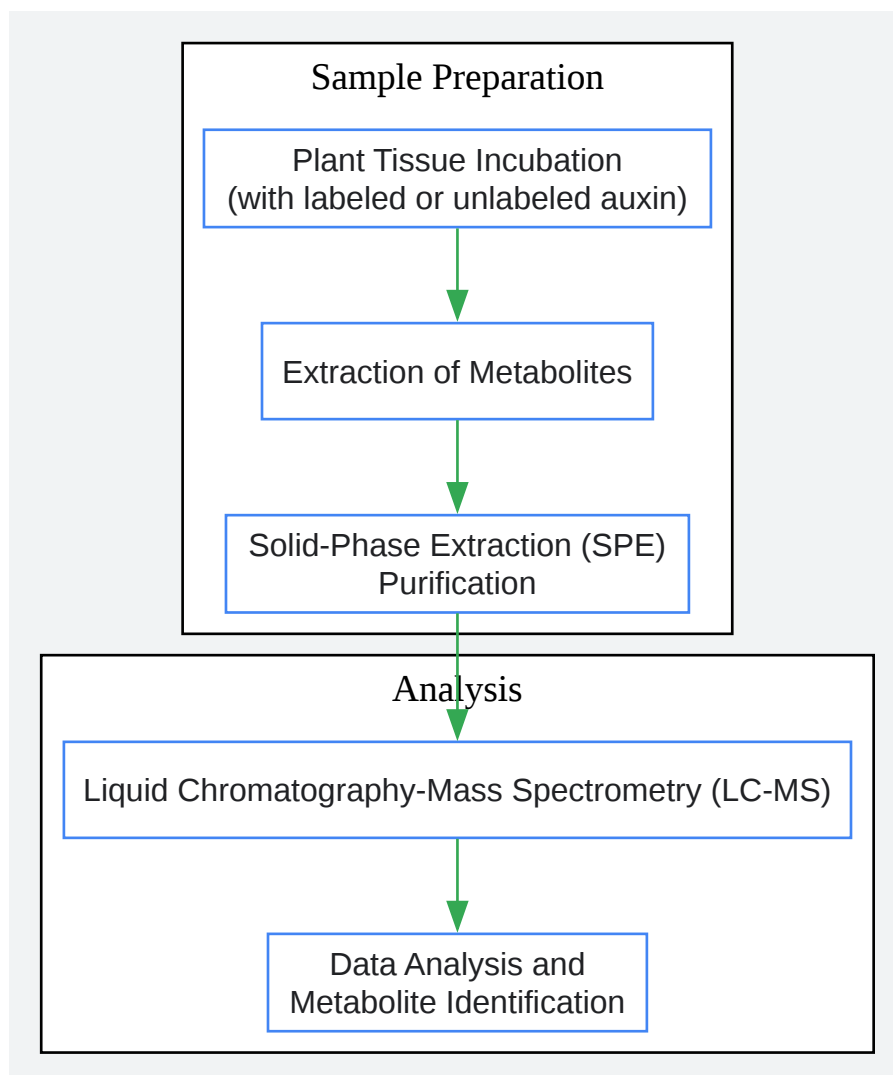 Sample Preparation
Plant Tissue Incubation
(with labeled or unlabeled auxin)
Extraction of Metabolites
Solid-Phase Extraction (SPE)
Purification
Analysis
Liquid Chromatography-Mass Spectrometry (LC-MS)
Data Analysis and
Metabolite Identification